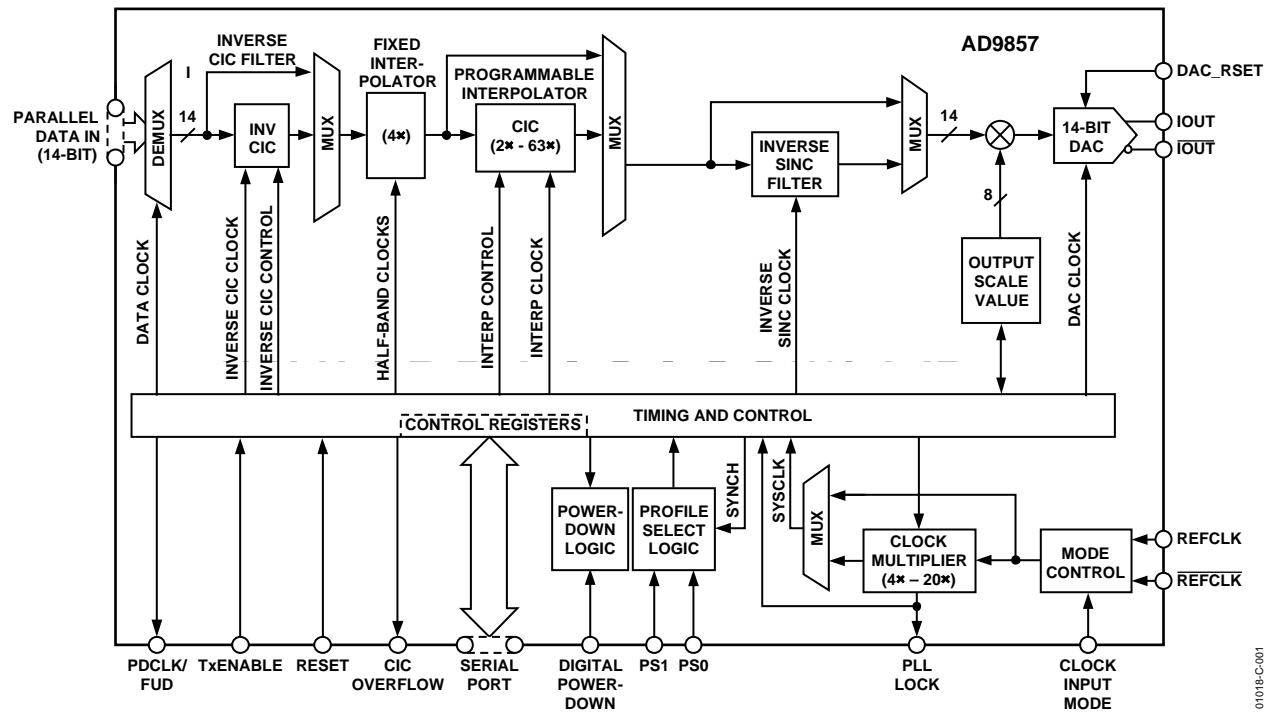 AD9857
INVERSE
CIC FILTER
FIXED
INTER-
POLATOR
PROGRAMMABLE
INTERPOLATOR
DAC_RSET
PARALLEL
DATA IN
(14-BIT)
DEMUX
I
14
INV
CIC
MUX
(4×)
CIC
(2× - 63×)
MUX
INVERSE
SINC
FILTER
MUX
14
8
14-BIT
DAC
IOUT
IOUT
OUTPUT
SCALE
VALUE
DATA CLOCK
INVERSE CIC CLOCK
INVERSE CIC CONTROL
HALF-BAND CLOCKS
INTERP CONTROL
INTERP CLOCK
INVERSE
SINC CLOCK
DAC CLOCK
TIMING AND CONTROL
CONTROL REGISTERS
POWER-
DOWN
LOGIC
PROFILE
SELECT
LOGIC
SYNCH
SYSCLK
MUX
CLOCK
MULTIPLIER
(4× – 20×)
MODE
CONTROL
REFCLK
REFCLK
PDCLK/
FUD
TxENABLE
RESET
CIC
OVERFLOW
SERIAL
PORT
DIGITAL
POWER-
DOWN
PS1
PS0
PLL
LOCK
CLOCK
INPUT
MODE
01018-C-001